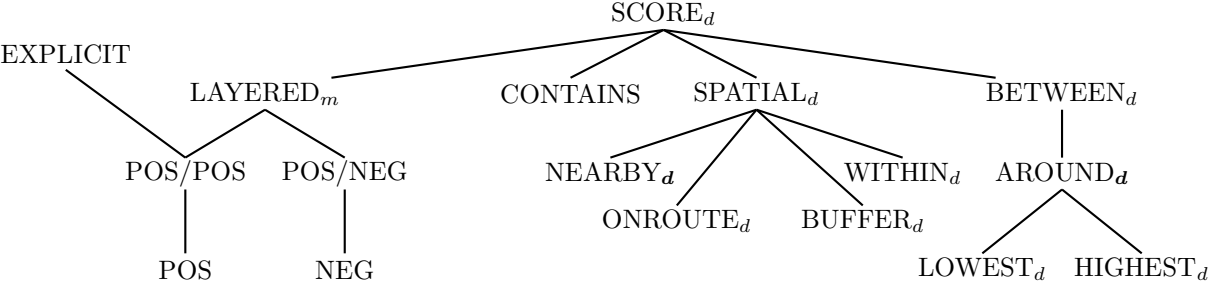 SCORE_d
EXPLICIT
LAYERED_m CONTAINS SPATIAL_d BETWEEN_d
POS/POS POS/NEG NEARBY_d WITHIN_d AROUND_d
ONROUTE_d BUFFER_d
POS NEG LOWEST_d HIGHEST_d